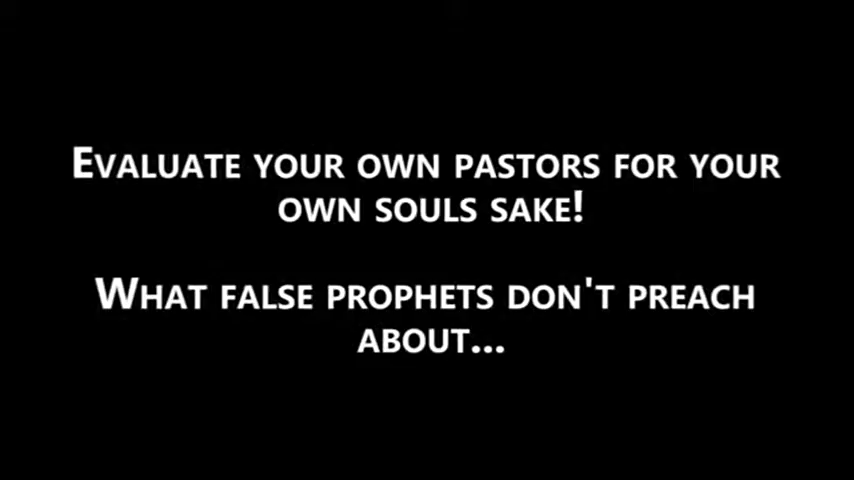 Evaluate your own pastors for your
own souls sake!
What false prophets don't preach
about...